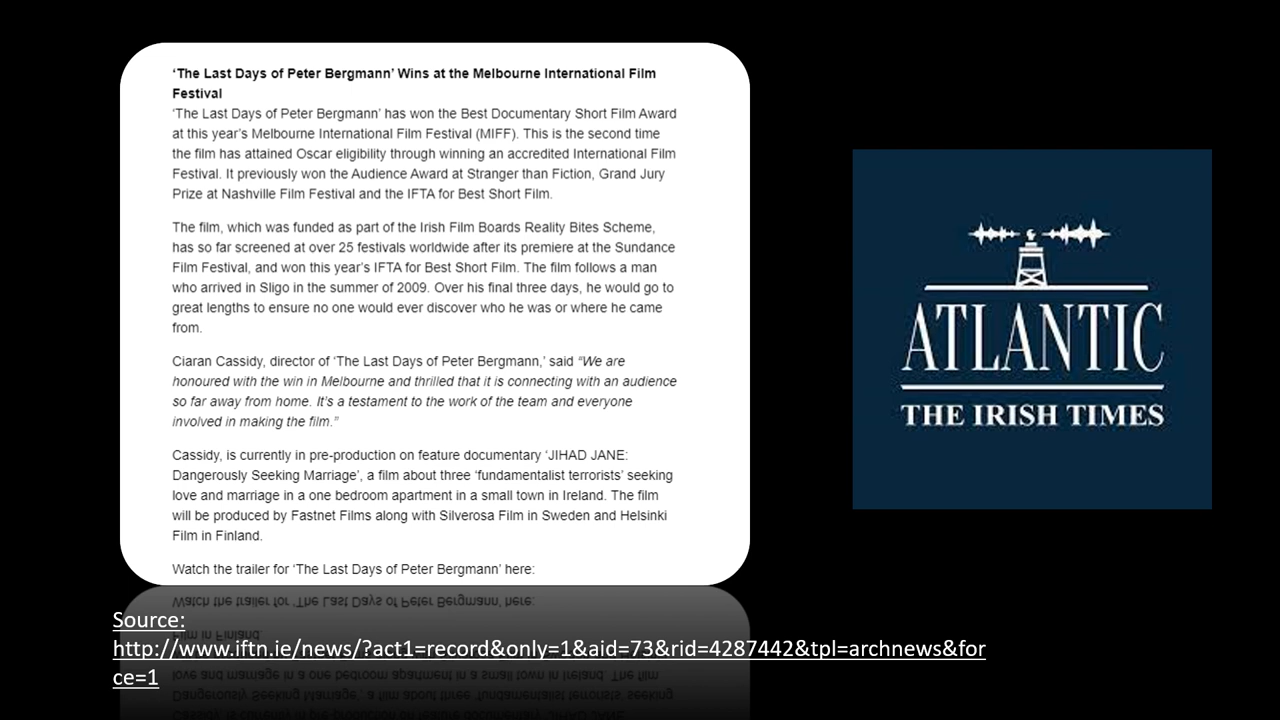 ‘The Last Days of Peter Bergmann’ Wins at the Melbourne International Film
Festival
‘The Last Days of Peter Bergmann’ has won the Best Documentary Short Film Award
at this year’s Melbourne International Film Festival (MIFF). This is the second time
the film has attained Oscar eligibility through winning an accredited International Film
Festival. It previously won the Audience Award at Stranger than Fiction, Grand Jury
Prize at Nashville Film Festival and the IFTA for Best Short Film.
The film, which was funded as part of the Irish Film Boards Reality Bites Scheme,
has so far screened at over 25 festivals worldwide after its premiere at the Sundance
Film Festival, and won this year’s IFTA for Best Short Film. The film follows a man
who arrived in Sligo in the summer of 2009. Over his final three days, he would go to
great lengths to ensure no one would ever discover who he was or where he came
from.
Ciaran Cassidy, director of ‘The Last Days of Peter Bergmann,’ said “We are
honoured with the win in Melbourne and thrilled that it is connecting with an audience
so far away from home. It’s a testament to the work of the team and everyone
involved in making the film.”
Cassidy, is currently in pre-production on feature documentary ‘JIHAD JANE:
Dangerously Seeking Marriage’, a film about three ‘fundamentalist terrorists’ seeking
love and marriage in a one bedroom apartment in a small town in Ireland. The film
will be produced by Fastnet Films along with Silverosa Film in Sweden and Helsinki
Film in Finland.
Watch the trailer for ‘The Last Days of Peter Bergmann’ here:
Source:
http://www.iftn.ie/news/?act1=record&only=1&aid=73&rid=4287442&tpl=archnews&for
ce=1
ATLANTIC
THE IRISH TIMES